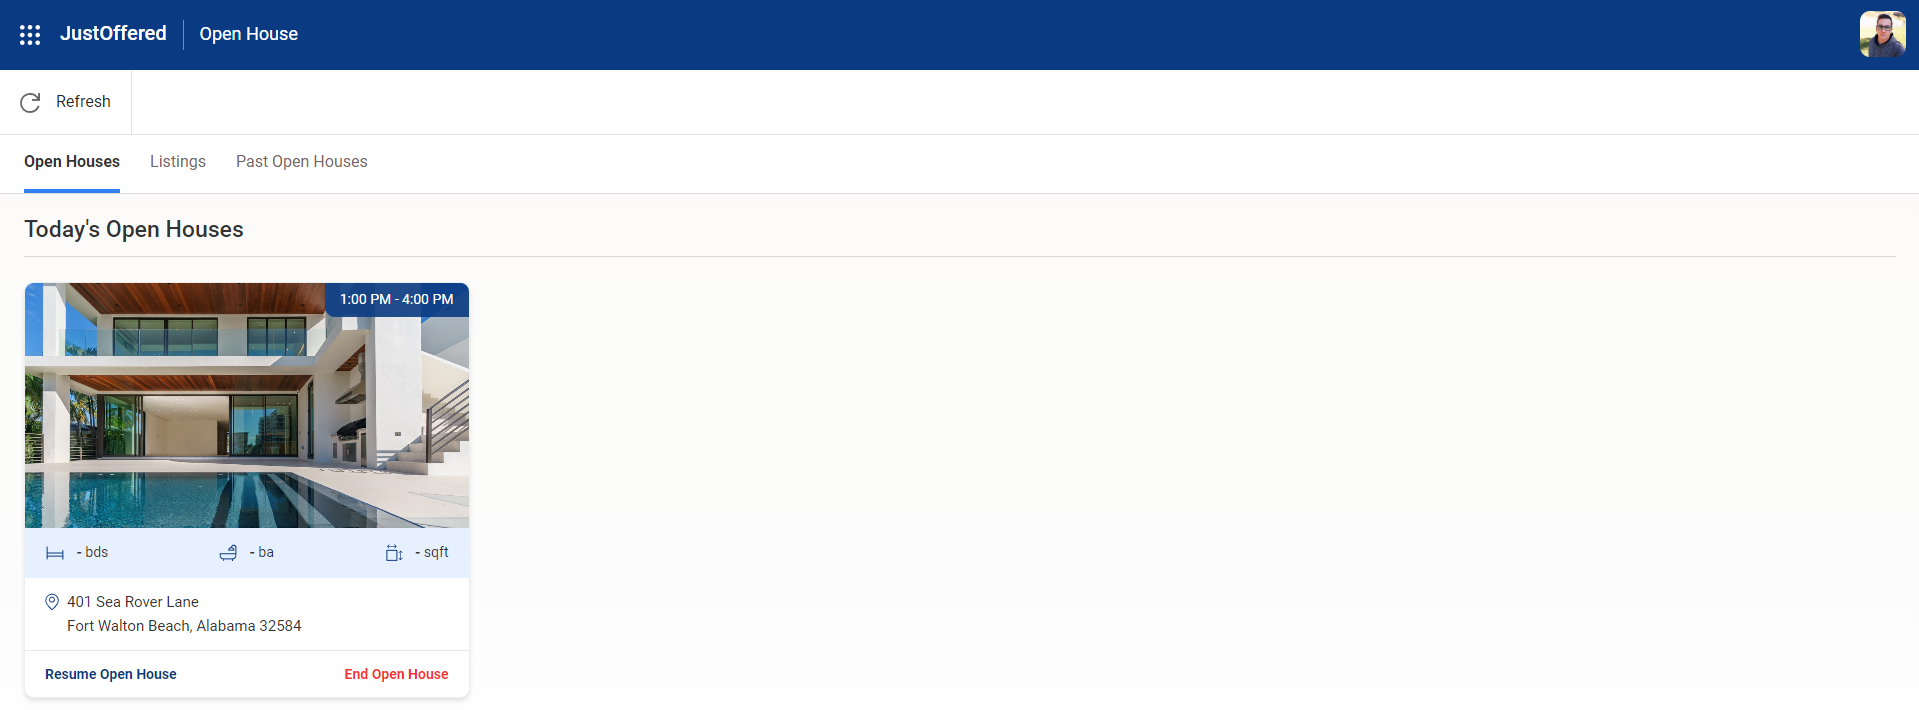 JustOffered
Open House
Refresh
Open Houses
Listings
Past Open Houses
Today's Open Houses
1:00 PM - 4:00 PM
- bds
- ba
- sqft
401 Sea Rover Lane
Fort Walton Beach, Alabama 32584
Resume Open House
End Open House